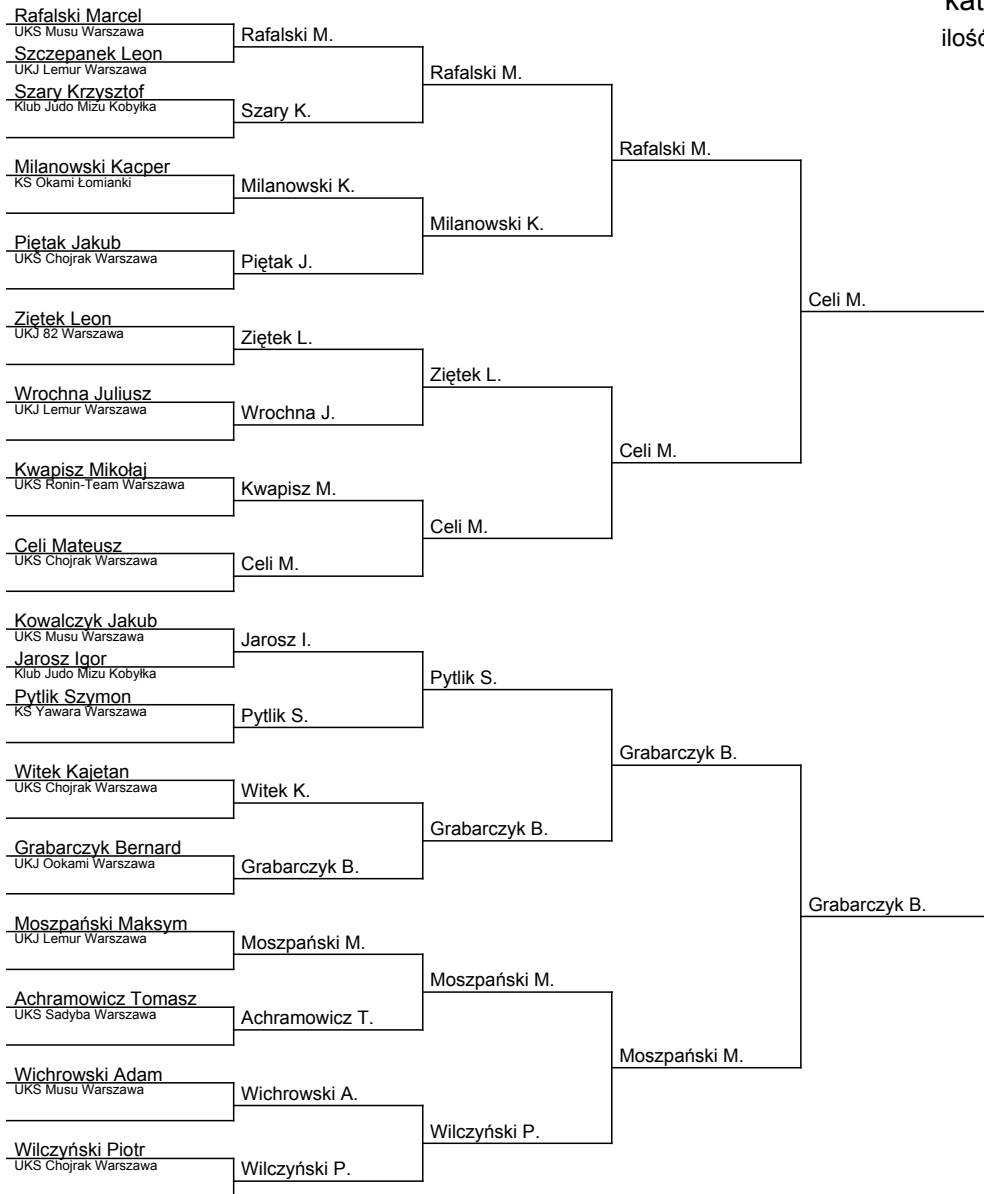 kat
ilość
Rafalski Marcel
UKS Musu Warszawa
Szczepanek Leon
UKJ Lemur Warszawa
Szary Krzysztof
Klub Judo Mizu Kobyłka
Milanowski Kacper
KS Okami Łomianki
Piętak Jakub
UKS Chojrak Warszawa
Ziętek Leon
UKJ 82 Warszawa
Wrochna Juliusz
UKJ Lemur Warszawa
Kwapisz Mikołaj
UKS Ronin-Team Warszawa
Celi Mateusz
UKS Chojrak Warszawa
Kowalczyk Jakub
UKS Musu Warszawa
Jarosz Igor
Klub Judo Mizu Kobyłka
Pytlik Szymon
KS Yawara Warszawa
Witek Kajetan
UKS Chojrak Warszawa
Grabarczyk Bernard
UKJ Ookami Warszawa
Moszpański Maksym
UKJ Lemur Warszawa
Achramowicz Tomasz
UKS Sadyba Warszawa
Wichrowski Adam
UKS Musu Warszawa
Wilczyński Piotr
UKS Chojrak Warszawa
Rafalski M.
Szary K.
Milanowski K.
Piętak J.
Ziętek L.
Wrochna J.
Kwapisz M.
Celi M.
Jarosz I.
Pytlik S.
Witek K.
Grabarczyk B.
Moszpański M.
Achramowicz T.
Wichrowski A.
Wilczyński P.
Rafalski M.
Milanowski K.
Ziętek L.
Celi M.
Pytlik S.
Grabarczyk B.
Moszpański M.
Wilczyński P.
Rafalski M.
Celi M.
Grabarczyk B.
Moszpański M.
Celi M.
Grabarczyk B.